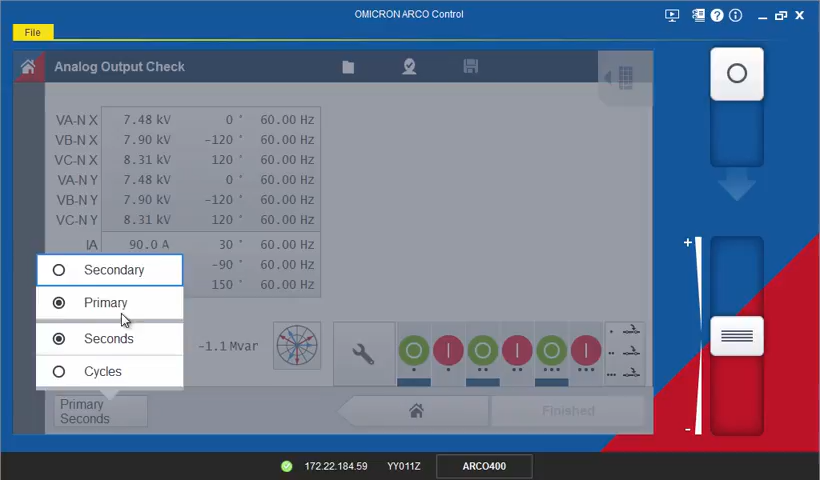 OMICRON ARCO Control
File
Analog Output Check
VA-N X 7.48 kV 0 ° 60.00 Hz
VB-N X 7.90 kV -120 ° 60.00 Hz
VC-N X 8.31 kV 120 ° 60.00 Hz
VA-N Y 7.48 kV 0 ° 60.00 Hz
VB-N Y 7.90 kV -120 ° 60.00 Hz
VC-N Y 8.31 kV 120 ° 60.00 Hz
IA 90.0 A 30 ° 60.00 Hz
-90 ° 60.00 Hz
150 ° 60.00 Hz
Secondary
Primary
Seconds
Cycles
-1.1 Mvar
Primary
Seconds
Finished
+
-
172.22.184.59 YY011Z ARCO400